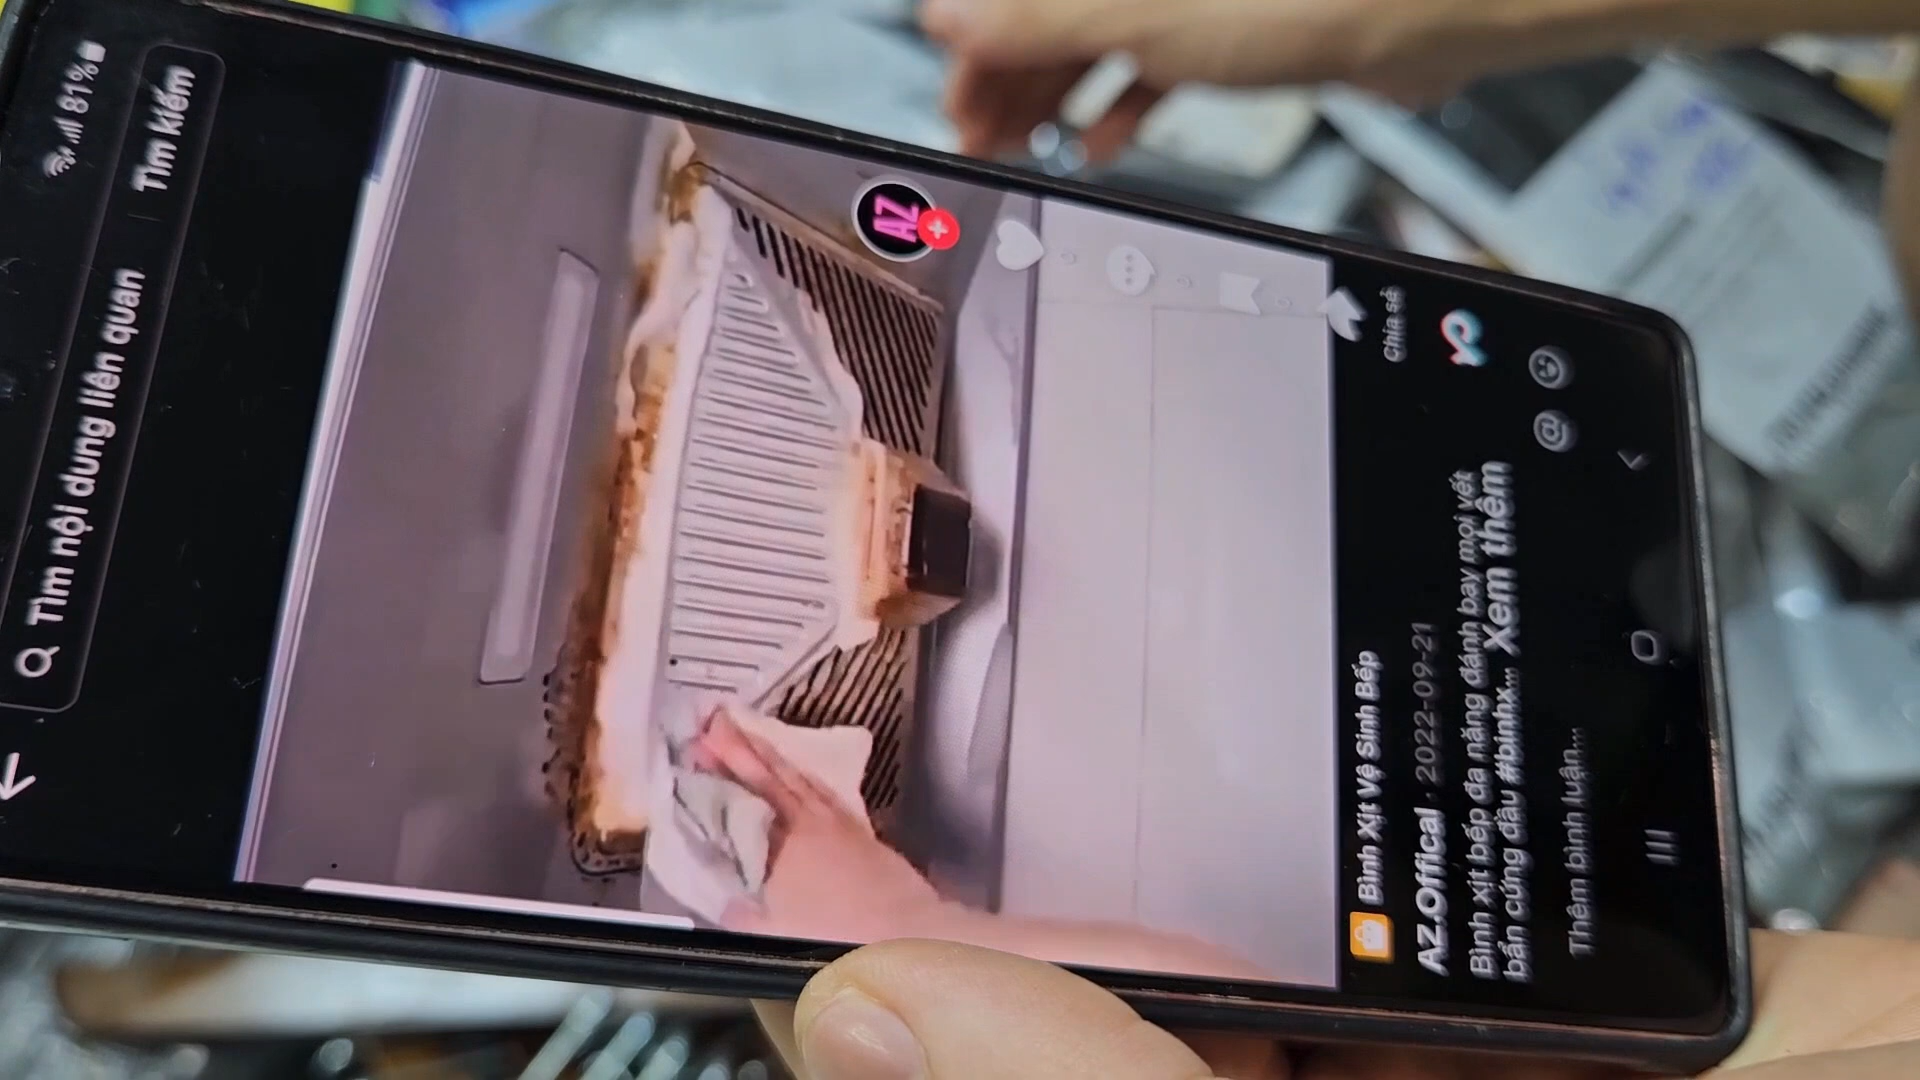 81%
Tìm nội dung liên quan
Tìm kiếm
AZ
Chia sẻ
Bình Xịt Vệ Sinh Bếp
AZ.Offical · 2022-09-21
Bình xịt bếp đa năng đánh bay mọi vết
bẩn cứng đầu #binhx... Xem thêm
Thêm bình luận...